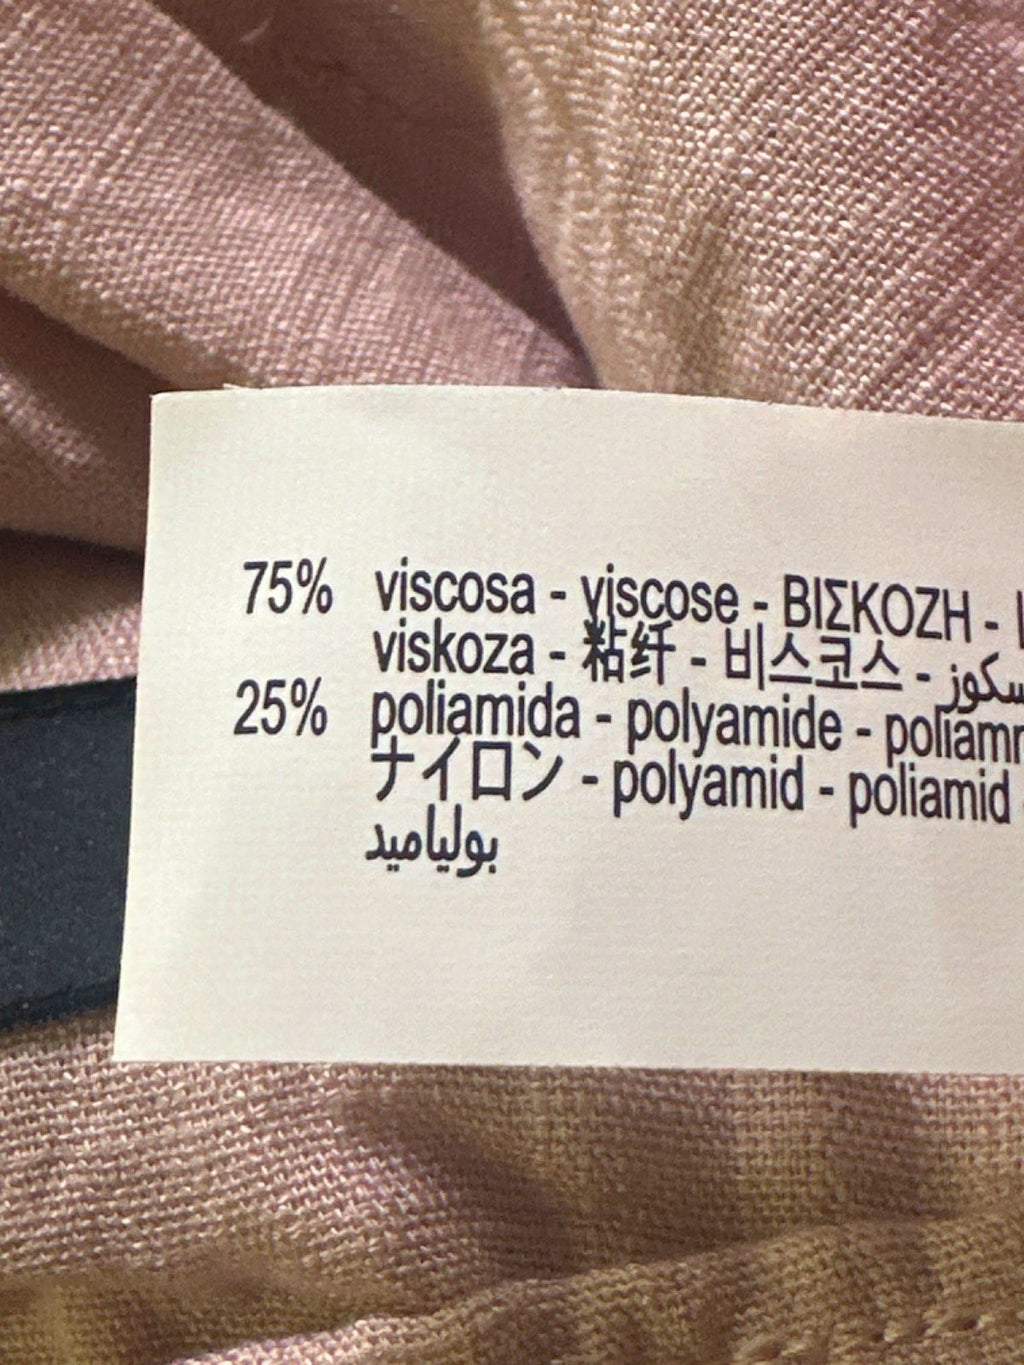 75% viscosa - viscose - ΒΙΣΚΟΖΗ -
viskoza - 粘纤 - 비스코스 -
25% poliamida - polyamide -
ナイロン - polyamid - poliamid
بولياميد